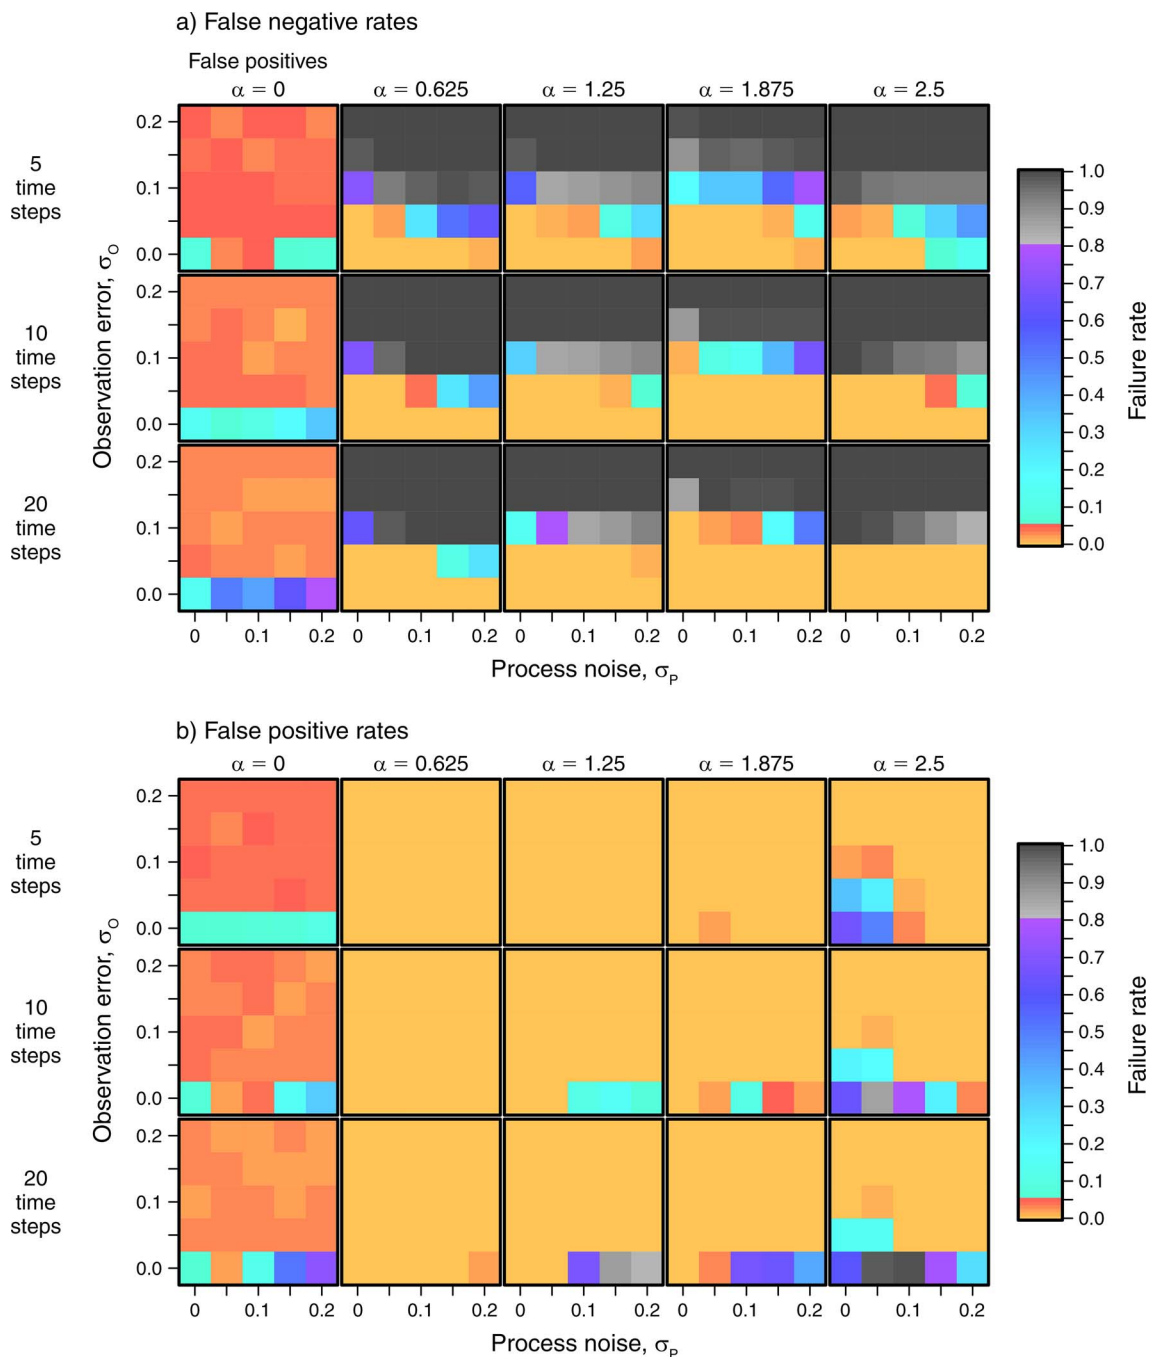 a) False negative rates
False positives
α = 0 α = 0.625 α = 1.25 α = 1.875 α = 2.5
5
time
steps
0.2
0.1
0.0
10
time
steps
0.2
0.1
0.0
20
time
steps
0.2
0.1
0.0
Observation error, σO
0 0.1 0.2 0 0.1 0.2 0 0.1 0.2 0 0.1 0.2 0 0.1 0.2
Process noise, σP
1.0
0.9
0.8
0.7
0.6
0.5
0.4
0.3
0.2
0.1
0.0
Failure rate
b) False positive rates
α = 0 α = 0.625 α = 1.25 α = 1.875 α = 2.5
5
time
steps
0.2
0.1
0.0
10
time
steps
0.2
0.1
0.0
20
time
steps
0.2
0.1
0.0
Observation error, σO
0 0.1 0.2 0 0.1 0.2 0 0.1 0.2 0 0.1 0.2 0 0.1 0.2
Process noise, σP
1.0
0.9
0.8
0.7
0.6
0.5
0.4
0.3
0.2
0.1
0.0
Failure rate